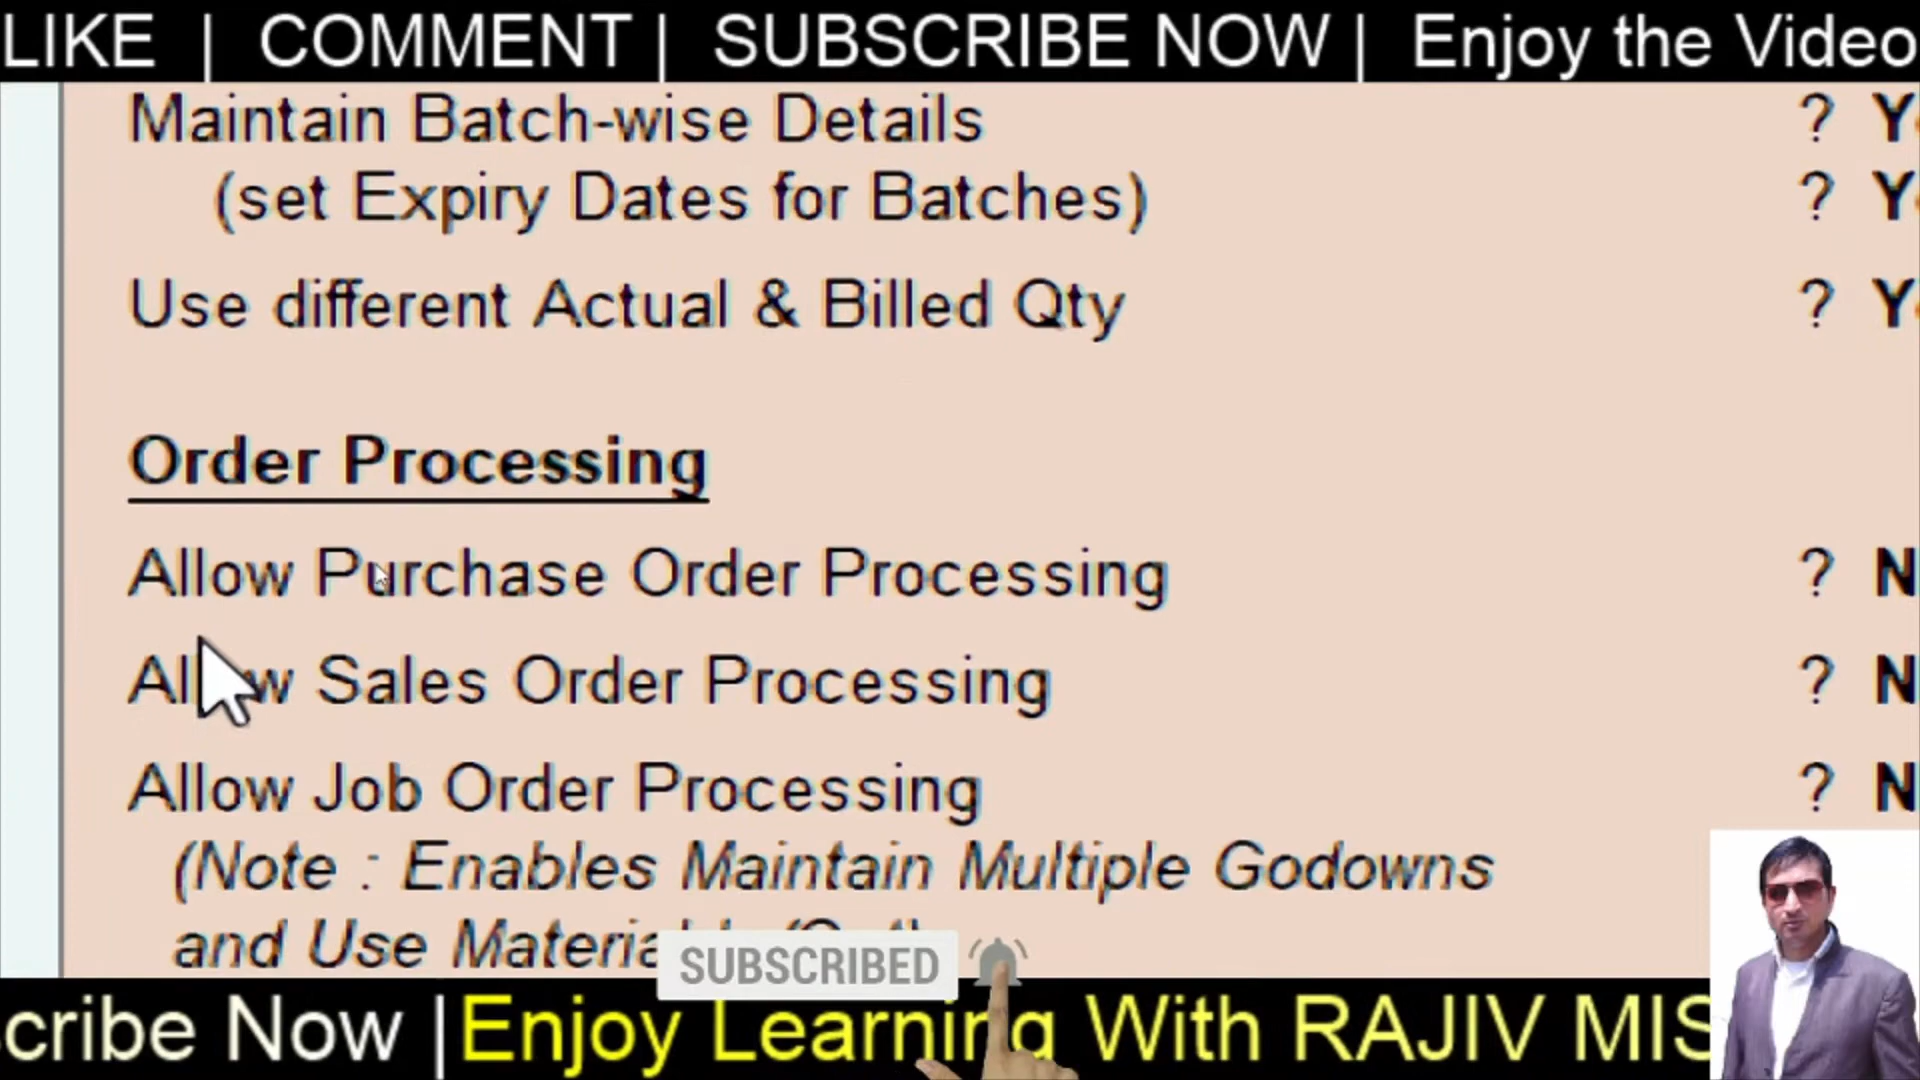 LIKE | COMMENT | SUBSCRIBE NOW | Enjoy the Video
Maintain Batch-wise Details ?
(set Expiry Dates for Batches) ?
Use different Actual & Billed Qty ?
Order Processing
Allow Purchase Order Processing ?
Allow Sales Order Processing ?
Allow Job Order Processing ?
(Note : Enables Maintain Multiple Godowns
and Use
SUBSCRIBED
cribe Now | Enjoy Learning With RAJIV MIS